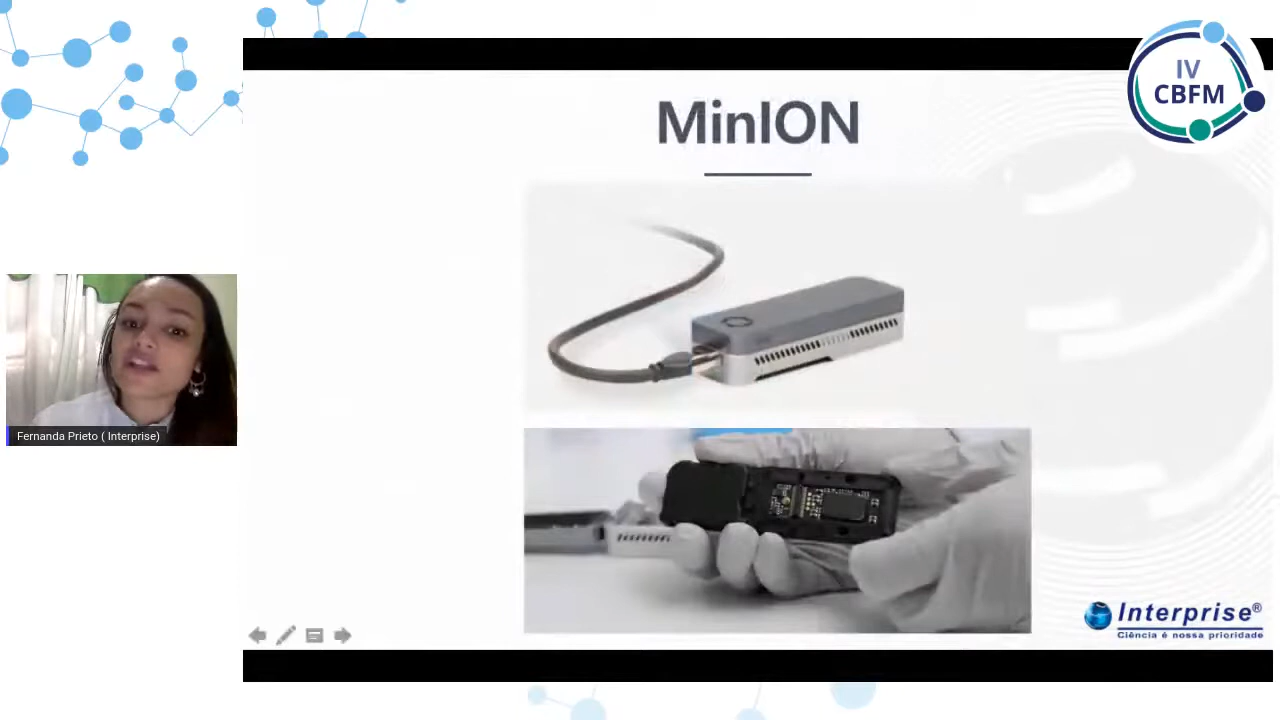 IV
CBFM
MinION
Fernanda Prieto ( Interprise)
Interprise®
Ciência é nossa prioridade